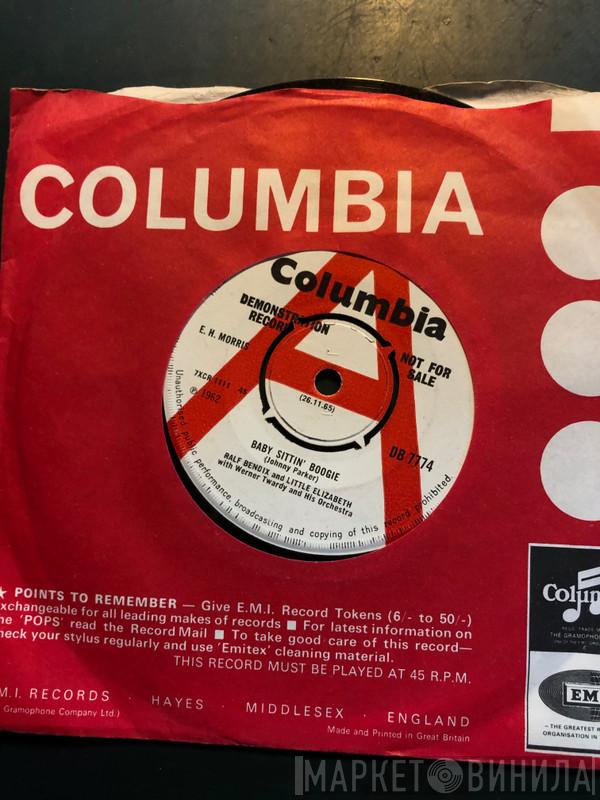 COLUMBIA
Columbia
DEMONSTRATION
RECORD
E. H. MORRIS
NOT FOR
SALE
7XCR 1111 45
℗ 1962
(26.11.65)
DB 7774
BABY SITTIN' BOOGIE
(Johnny Parker)
RALF BENDIX and LITTLE ELIZABETH
with Werner Twardy and His Orchestra
Unauthorised public performance, broadcasting and copying of this record prohibited.
★ POINTS TO REMEMBER — Give E.M.I. Record Tokens (6/- to 50/-)
exchangeable for all leading makes of records ■ For latest information on
the 'POPS' read the Record Mail ■ To take good care of this record—
check your stylus regularly and use 'Emitex' cleaning material.
THIS RECORD MUST BE PLAYED AT 45 R.P.M.
M.I. RECORDS · HAYES · MIDDLESEX · ENGLAND
Gramophone Company Ltd.)
Made and Printed in Great Britain
Colum
THE GRAMOPHON
EM
— THE GREATEST R
ORGANISATION IN
МАРКЕТ ВИНИЛА